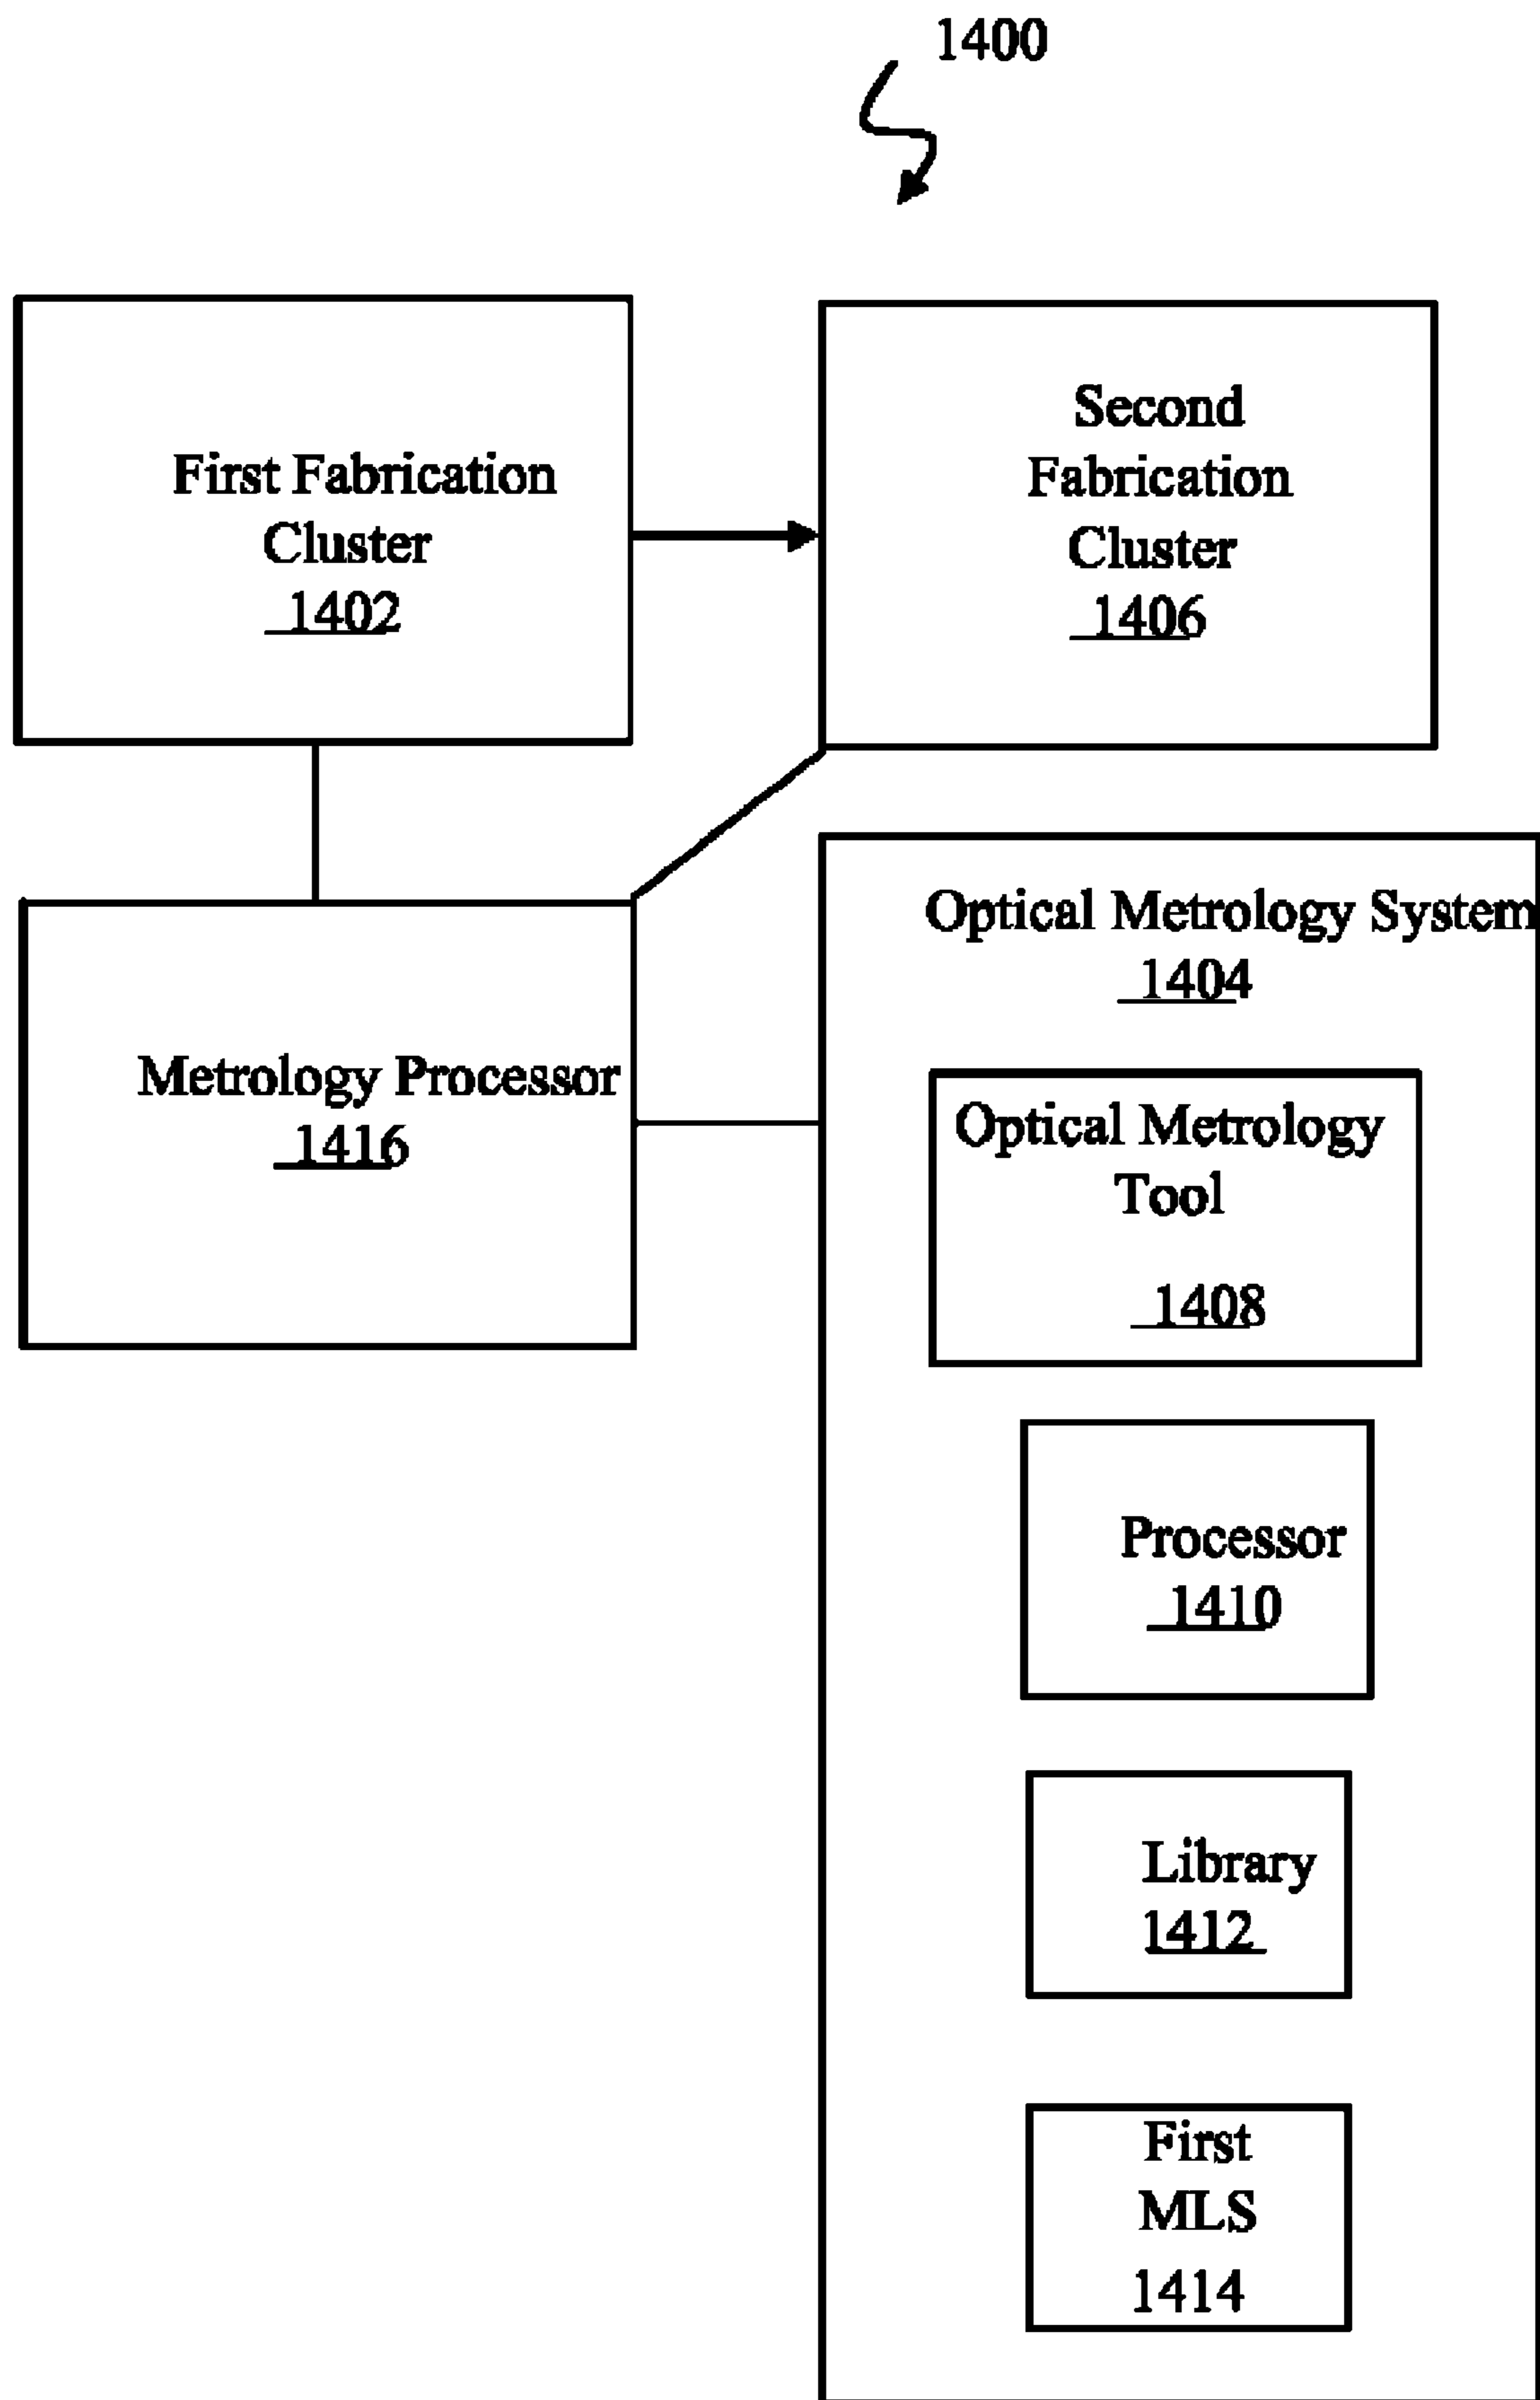 1400
First Fabrication
Cluster
1402
Second
Fabrication
Cluster
1406
Metrology Processor
1416
Optical Metrology System
1404
Optical Metrology
Tool
1408
Processor
1410
Library
1412
First
MLS
1414